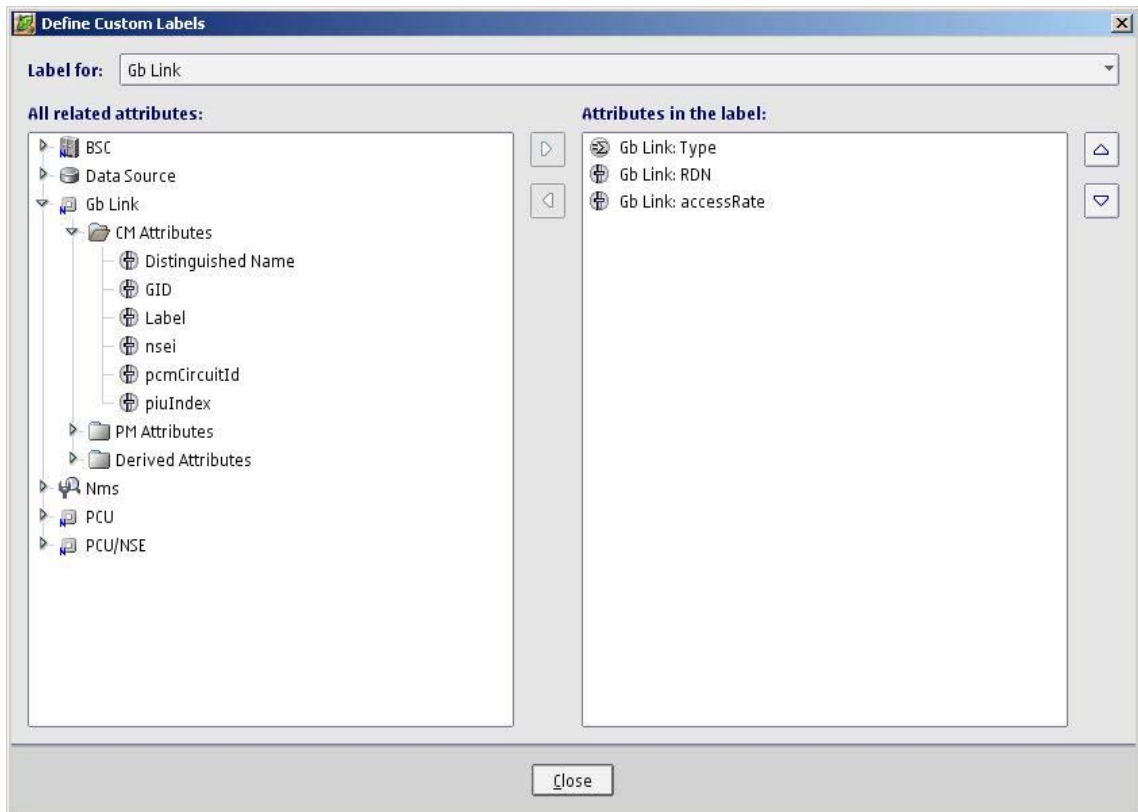 Define Custom Labels
Label for: Gb Link
All related attributes:
BSC
Data Source
Gb Link
CM Attributes
Distinguished Name
GID
Label
nsei
pcmCircuitId
piuIndex
PM Attributes
Derived Attributes
Nms
PCU
PCU/NSE
Attributes in the label:
Gb Link: Type
Gb Link: RDN
Gb Link: accessRate
Close